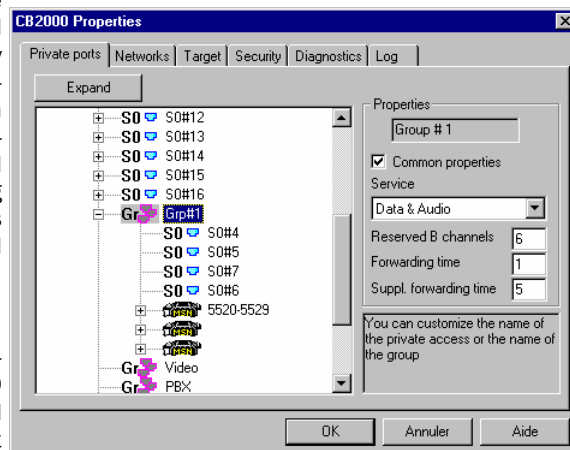 CB2000 Properties
Private ports Networks Target Security Diagnostics Log
Expand
S0 S0#12
S0 S0#13
S0 S0#14
S0 S0#15
S0 S0#16
Gr Grp#1
S0 S0#4
S0 S0#5
S0 S0#7
S0 S0#6
MSN 5520-5529
MSN
MSN
Gr Video
Gr PBX
Properties
Group # 1
Common properties
Service
Data & Audio
Reserved B channels 6
Forwarding time 1
Suppl. forwarding time 5
You can customize the name of
the private access or the name of
the group
OK Annuler Aide